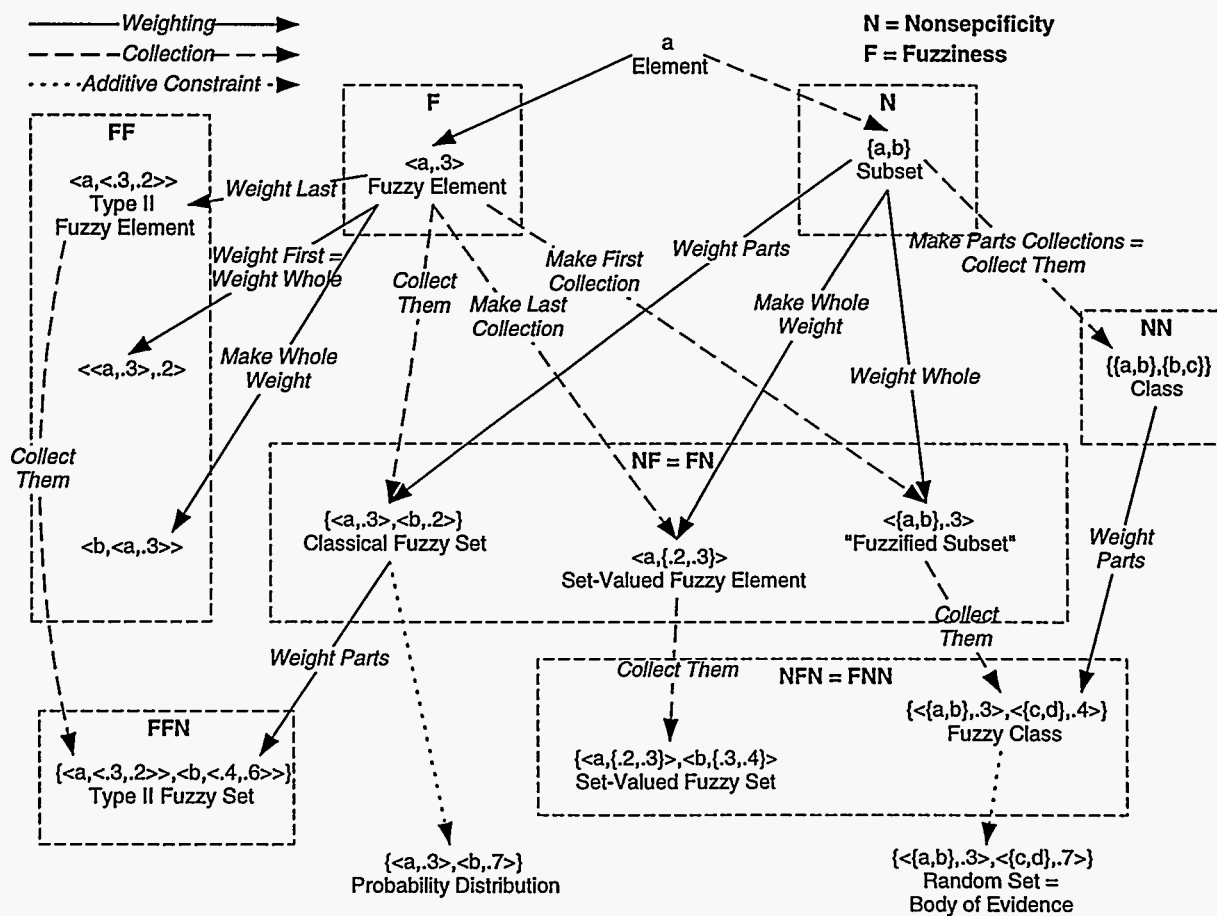 Weighting
Collection
Additive Constraint
N = Nonsepcificity
F = Fuzziness
a
Element
F
<a,.3>
Fuzzy Element
N
{a,b}
Subset
FF
<a,<.3,.2>>
Type II
Fuzzy Element
Weight Last
Weight First =
Weight Whole
<<a,.3>,.2>
Make Whole
Weight
<b,<a,.3>>
Collect
Them
Collect
Them
Make Last
Collection
Make First
Collection
Weight Parts
Make Whole
Weight
Weight Whole
Make Parts Collections =
Collect Them
NN
{{a,b},{b,c}}
Class
Weight
Parts
NF = FN
{<a,.3>,<b,.2>}
Classical Fuzzy Set
<a,{.2,.3}>
Set-Valued Fuzzy Element
<{a,b},.3>
"Fuzzified Subset"
Weight Parts
Collect Them
Collect
Them
FFN
{<a,<.3,.2>>,<b,<.4,.6>>}
Type II Fuzzy Set
NFN = FNN
{<a,{.2,.3}>,<b,{.3,.4}>
Set-Valued Fuzzy Set
{<{a,b},.3>,<{c,d},.4>}
Fuzzy Class
{<a,.3>,<b,.7>}
Probability Distribution
{<{a,b},.3>,<{c,d},.7>}
Random Set =
Body of Evidence